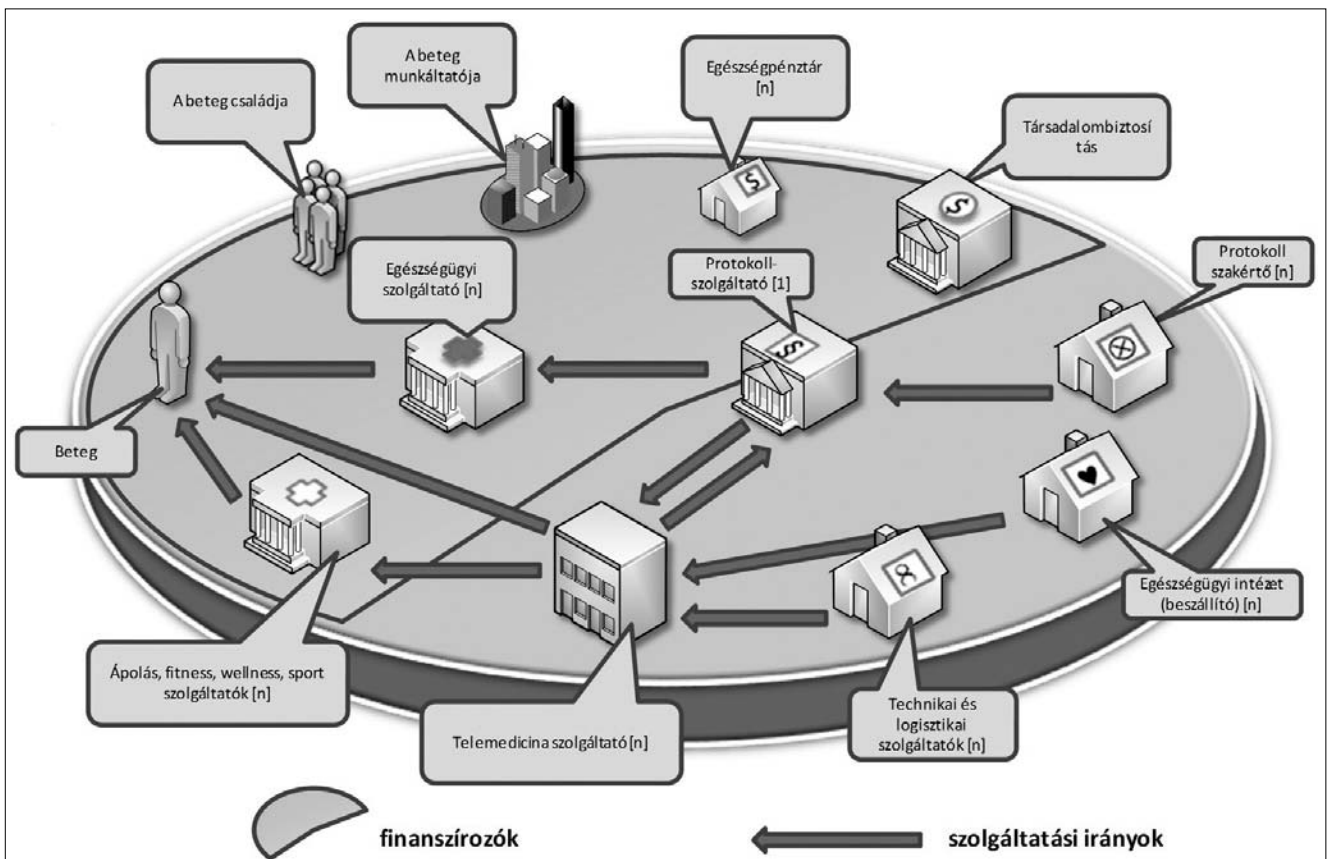 A beteg családja
A beteg
munkáltatója
Egészségpénztár
[n]
Társadalombiztosí
tás
Egészségügyi
szolgáltató [n]
Protokoll-
szolgáltató [1]
Protokoll
szakértő [n]
$
$
§
Beteg
Egészségügyi intézet
(beszállító) [n]
Ápolás, fitness, wellness, sport
szolgáltatók [n]
Telemedicina szolgáltató [n]
Technikai és
logisztikai
szolgáltatók [n]
finanszírozók
szolgáltatási irányok